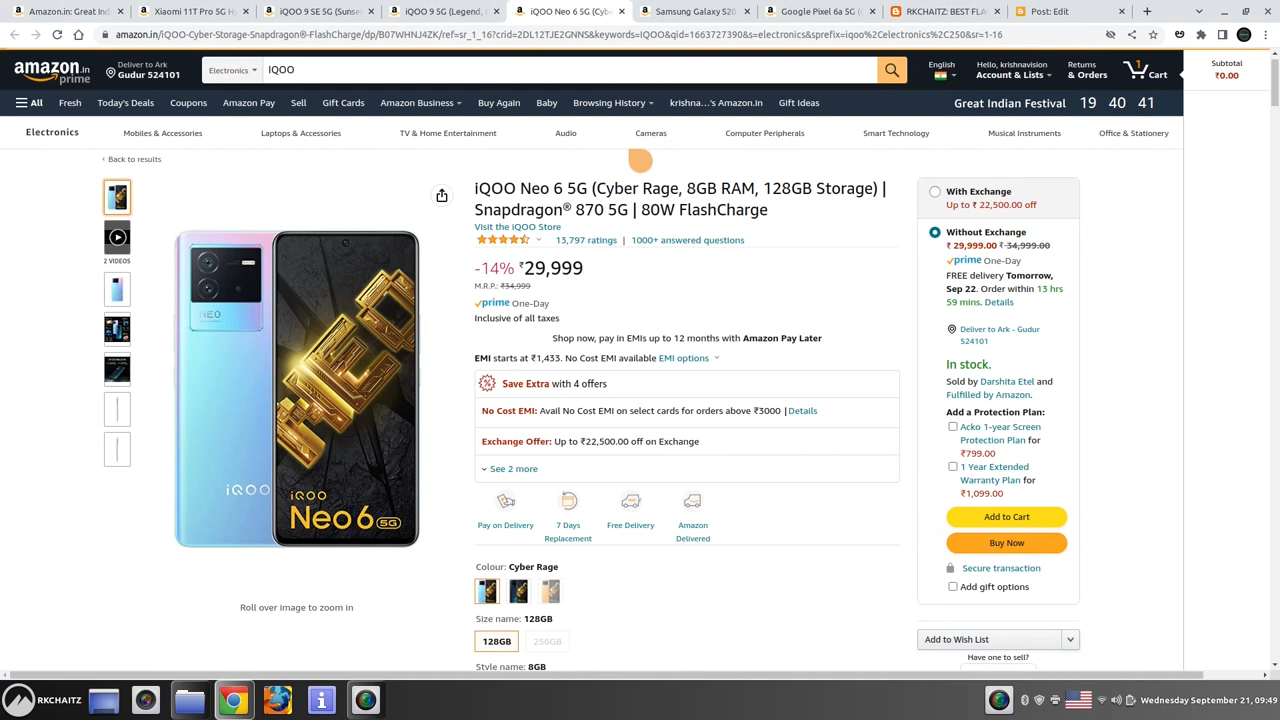 Amazon.in: Great Ind
Xiaomi 11T Pro 5G Hy
iQOO 9 SE 5G (Sunset
iQOO 9 5G (Legend, 8
iQOO Neo 6 5G (Cybe
Samsung Galaxy S20
Google Pixel 6a 5G (C
RKCHAITZ: BEST FLA
Post: Edit
amazon.in/iQOO-Cyber-Storage-Snapdragon®-FlashCharge/dp/B07WHNJ4ZK/ref=sr_1_16?crid=2DL12TJE2GNNS&keywords=IQOO&qid=1663727390&s=electronics&sprefix=iqoo%2Celectronics%2C250&sr=1-16
amazon.in
prime
Deliver to Ark -
Gudur 524101
Electronics
IQOO
English
Hello, krishnavision
Account & Lists
Returns
& Orders
1
Cart
Subtotal
₹0.00
All
Fresh
Today's Deals
Coupons
Amazon Pay
Sell
Gift Cards
Amazon Business
Buy Again
Baby
Browsing History
krishna...'s Amazon.in
Gift Ideas
Great Indian Festival 19 40 41
Electronics
Mobiles & Accessories
Laptops & Accessories
TV & Home Entertainment
Audio
Cameras
Computer Peripherals
Smart Technology
Musical Instruments
Office & Stationery
‹ Back to results
2 VIDEOS
NEO
iQOO
iQOO
Neo 6 5G
Roll over image to zoom in
iQOO Neo 6 5G (Cyber Rage, 8GB RAM, 128GB Storage) |
Snapdragon® 870 5G | 80W FlashCharge
Visit the iQOO Store
13,797 ratings | 1000+ answered questions
-14% ₹29,999
M.R.P.: ₹34,999
prime One-Day
Inclusive of all taxes
Shop now, pay in EMIs up to 12 months with Amazon Pay Later
EMI starts at ₹1,433. No Cost EMI available EMI options
Save Extra with 4 offers
No Cost EMI: Avail No Cost EMI on select cards for orders above ₹3000 | Details
Exchange Offer: Up to ₹22,500.00 off on Exchange
See 2 more
Pay on Delivery
7 Days
Replacement
Free Delivery
Amazon
Delivered
Colour: Cyber Rage
Size name: 128GB
128GB
256GB
Style name: 8GB
With Exchange
Up to ₹ 22,500.00 off
Without Exchange
₹ 29,999.00 ₹ 34,999.00
prime One-Day
FREE delivery Tomorrow,
Sep 22. Order within 13 hrs
59 mins. Details
Deliver to Ark - Gudur
524101
In stock.
Sold by Darshita Etel and
Fulfilled by Amazon.
Add a Protection Plan:
Acko 1-year Screen
Protection Plan for
₹799.00
1 Year Extended
Warranty Plan for
₹1,099.00
Add to Cart
Buy Now
Secure transaction
Add gift options
Add to Wish List
Have one to sell?
RKCHAITZ
Wednesday September 21, 09:49